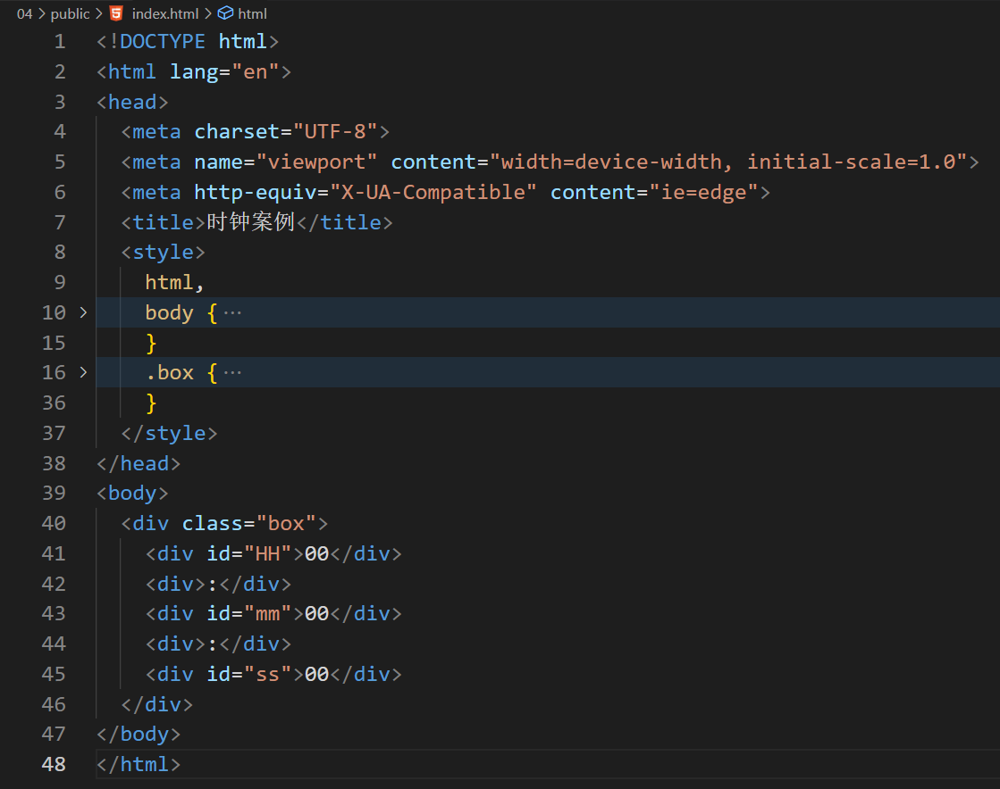 04 > public > index.html > html
1 <!DOCTYPE html>
2 <html lang="en">
3 <head>
4 <meta charset="UTF-8">
5 <meta name="viewport" content="width=device-width, initial-scale=1.0">
6 <meta http-equiv="X-UA-Compatible" content="ie=edge">
7 <title>时钟案例</title>
8 <style>
9 html,
10 > body { ···
15 }
16 > .box { ···
36 }
37 </style>
38 </head>
39 <body>
40 <div class="box">
41 <div id="HH">00</div>
42 <div>:</div>
43 <div id="mm">00</div>
44 <div>:</div>
45 <div id="ss">00</div>
46 </div>
47 </body>
48 </html>